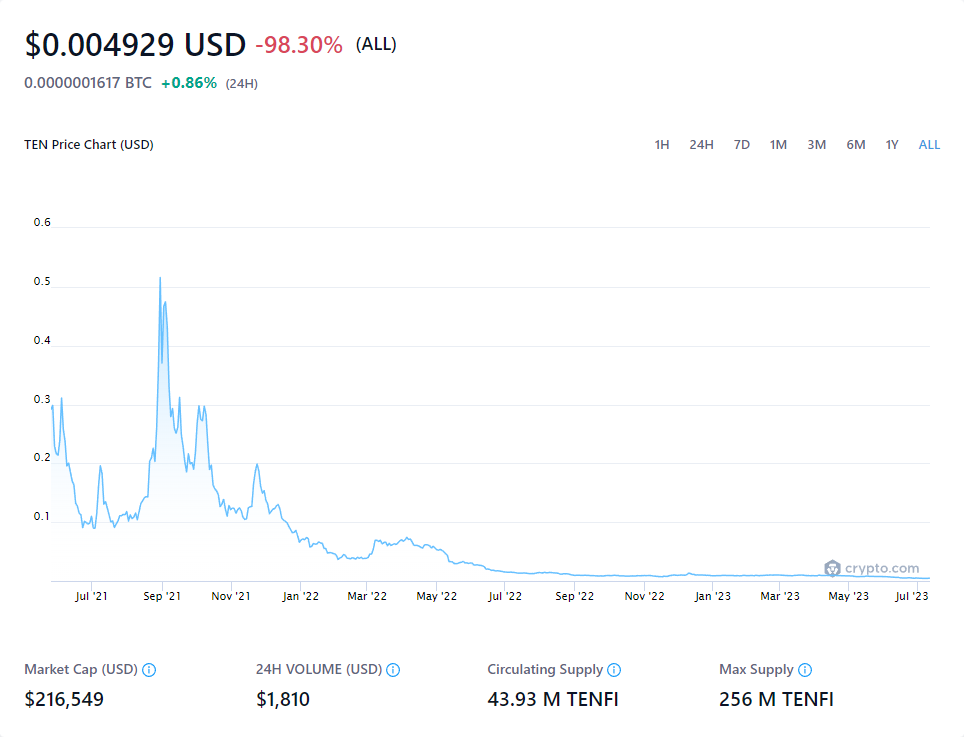 $0.004929 USD -98.30% (ALL)
0.0000001617 BTC +0.86% (24H)
TEN Price Chart (USD) 1H 24H 7D 1M 3M 6M 1Y ALL
0.6
0.5
0.4
0.3
0.2
0.1
crypto.com
Jul '21 Sep '21 Nov '21 Jan '22 Mar '22 May '22 Jul '22 Sep '22 Nov '22 Jan '23 Mar '23 May '23 Jul '23
Market Cap (USD) 24H VOLUME (USD) Circulating Supply Max Supply
$216,549 $1,810 43.93 M TENFI 256 M TENFI